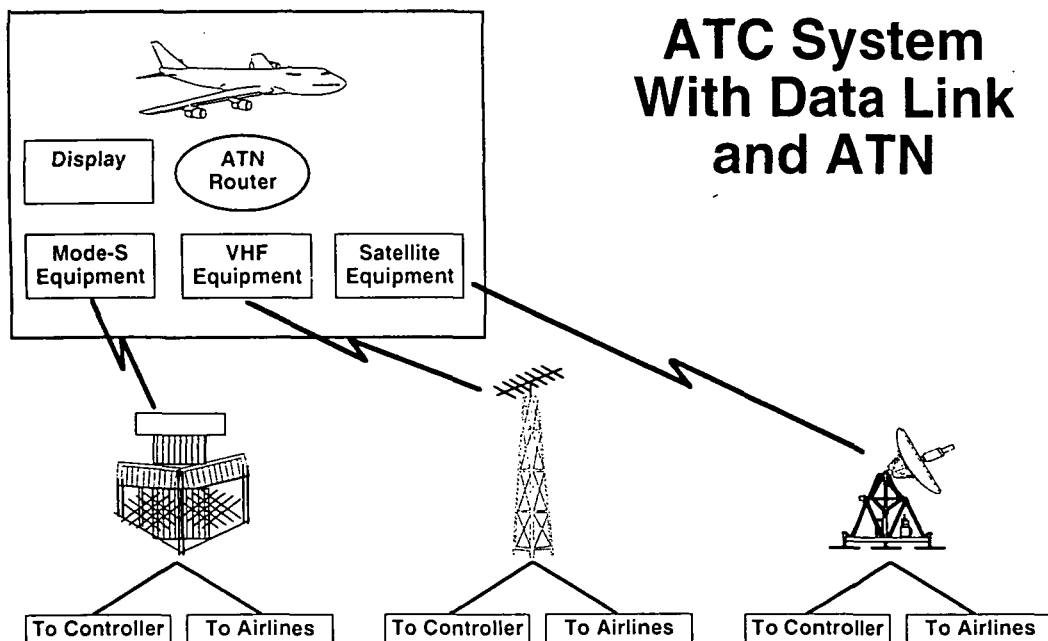 ATC System
With Data Link
and ATN
Display
ATN
Router
Mode-S
Equipment
VHF
Equipment
Satellite
Equipment
To Controller
To Airlines
To Controller
To Airlines
To Controller
To Airlines